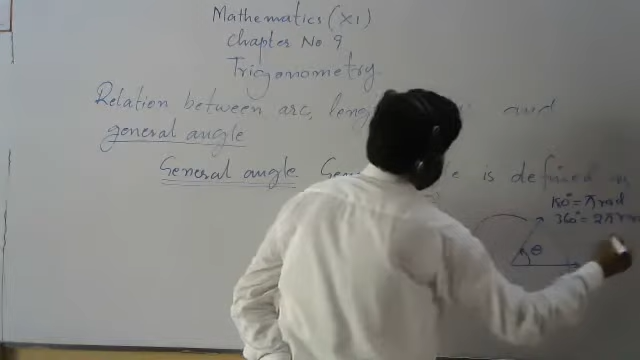 Mathematics (XI)
Chapter No 9
Trigonometry
Relation between arc, leng and
general angle
General angle. is defined
180° = π rad
360° = 2π
θ